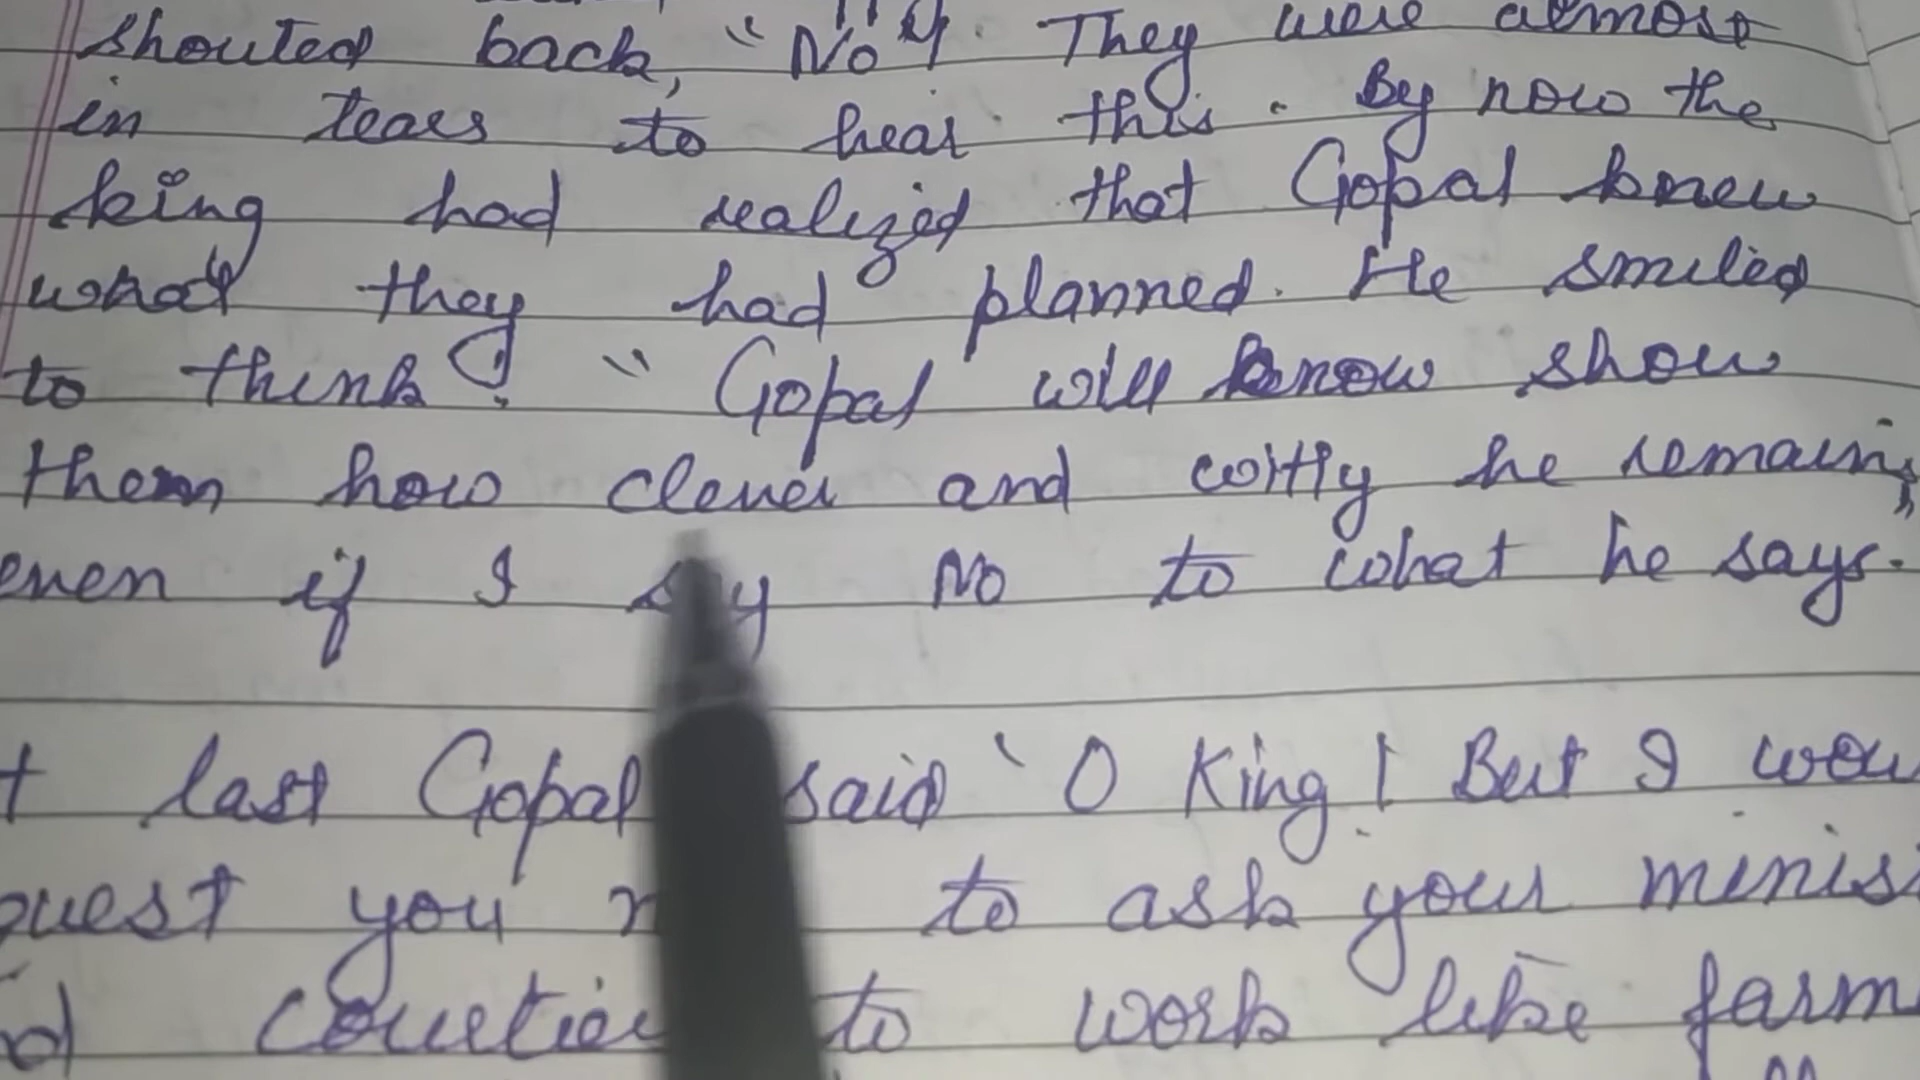 shouted back, "No". They were almost
in tears to hear this. By now the
king had realized that Gopal knew
what they had planned. He smiled
to think! "Gopal will know show
them how clever and witty he remains,
even if I say No to what he says.
t last Gopal said 'O King! But I wou
quest you to ask your minis
d courtier to work like farm